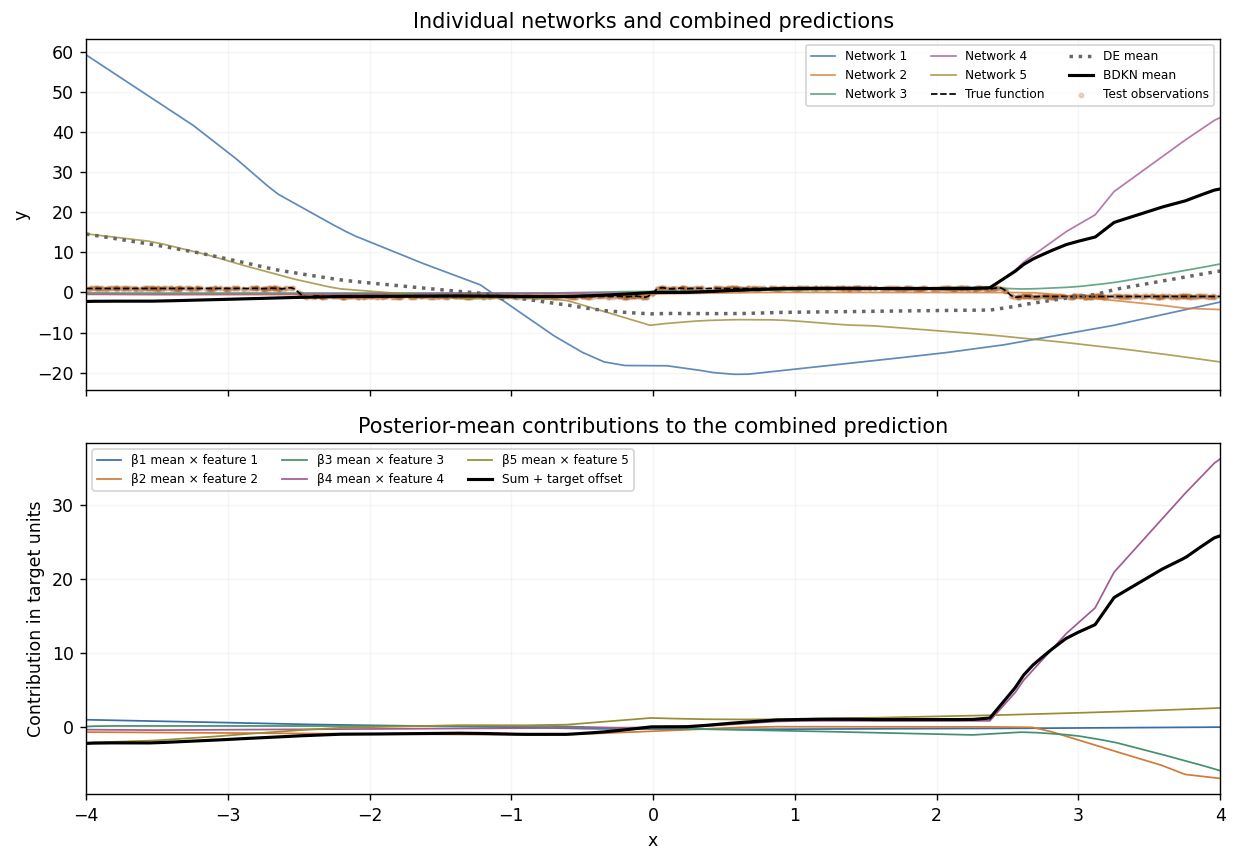 Individual networks and combined predictions
60
50
40
30
20
10
0
−10
−20
y
Network 1
Network 2
Network 3
Network 4
Network 5
True function
DE mean
BDKN mean
Test observations
Posterior-mean contributions to the combined prediction
30
20
10
0
Contribution in target units
β1 mean × feature 1
β2 mean × feature 2
β3 mean × feature 3
β4 mean × feature 4
β5 mean × feature 5
Sum + target offset
−4 −3 −2 −1 0 1 2 3 4
x